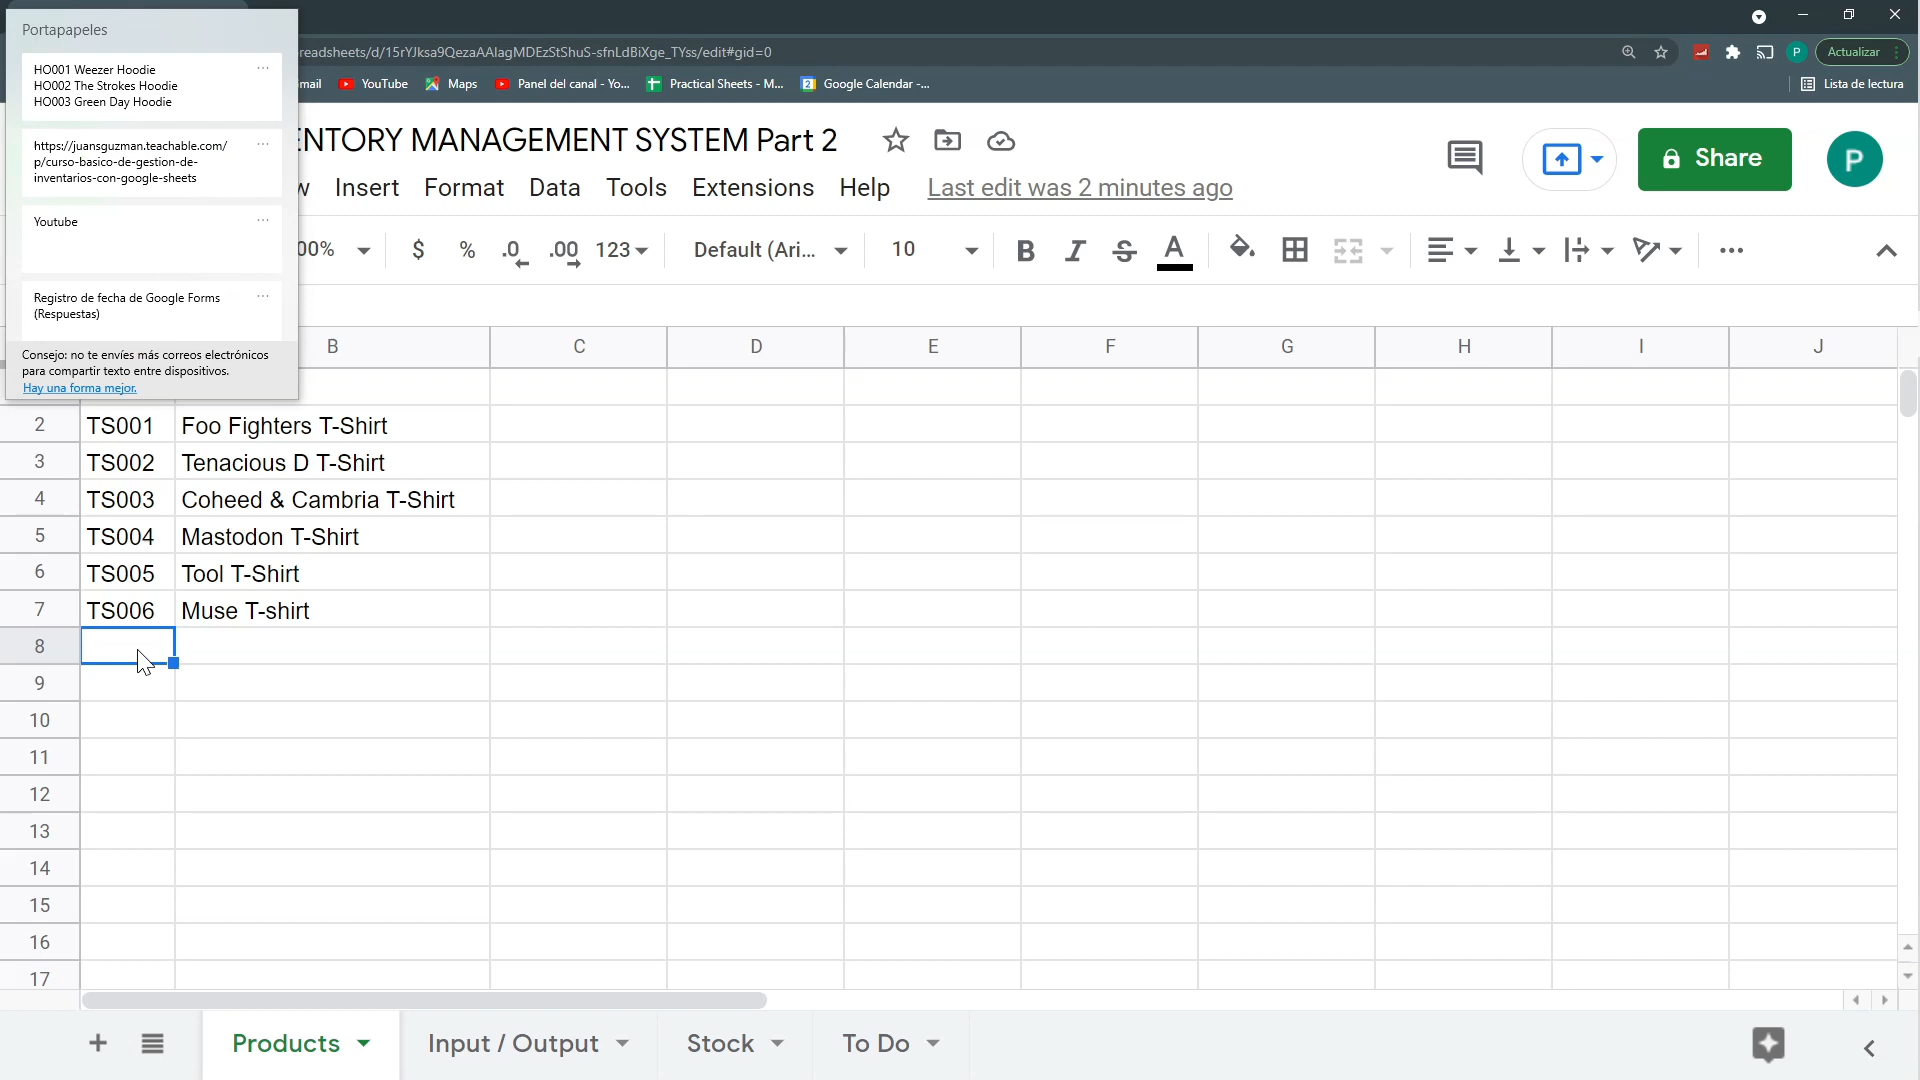 Portapapeles
HO001 Weezer Hoodie
HO002 The Strokes Hoodie
HO003 Green Day Hoodie
https://juansguzman.teachable.com/
p/curso-basico-de-gestion-de-
inventarios-con-google-sheets
Youtube
Registro de fecha de Google Forms
(Respuestas)
Consejo: no te envíes más correos electrónicos
para compartir texto entre dispositivos.
Hay una forma mejor.
readsheets/d/15rYJksa9QezaAAlagMDEzStShuS-sfnLdBiXge_TYss/edit#gid=0
P
Actualizar
mail YouTube Maps Panel del canal - Yo... Practical Sheets - M... Google Calendar -... Lista de lectura
ENTORY MANAGEMENT SYSTEM Part 2
Share
P
w Insert Format Data Tools Extensions Help Last edit was 2 minutes ago
00% $ % .0 .00 123 Default (Ari... 10 B I S A
B C D E F G H I J
2 TS001 Foo Fighters T-Shirt
3 TS002 Tenacious D T-Shirt
4 TS003 Coheed & Cambria T-Shirt
5 TS004 Mastodon T-Shirt
6 TS005 Tool T-Shirt
7 TS006 Muse T-shirt
8
9
10
11
12
13
14
15
16
17
Products Input / Output Stock To Do